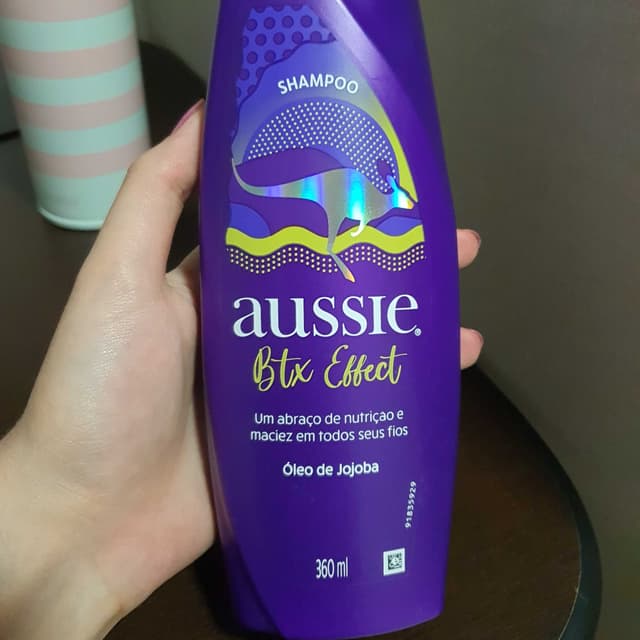 SHAMPOO
aussie®
Btx Effect
Um abraço de nutrição e
maciez em todos seus fios
Óleo de Jojoba
91835929
360 ml